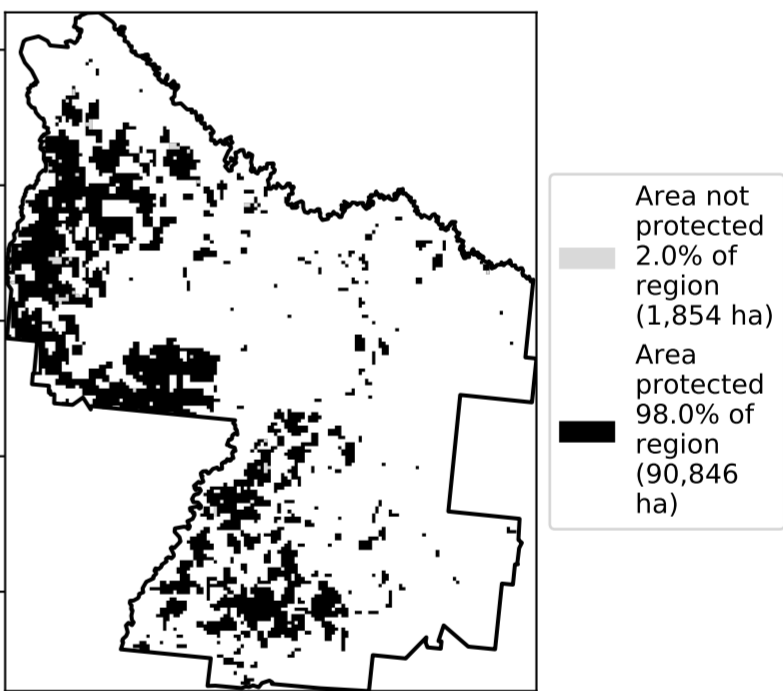 Area not
protected
2.0% of
region
(1,854 ha)
Area
protected
98.0% of
region
(90,846
ha)